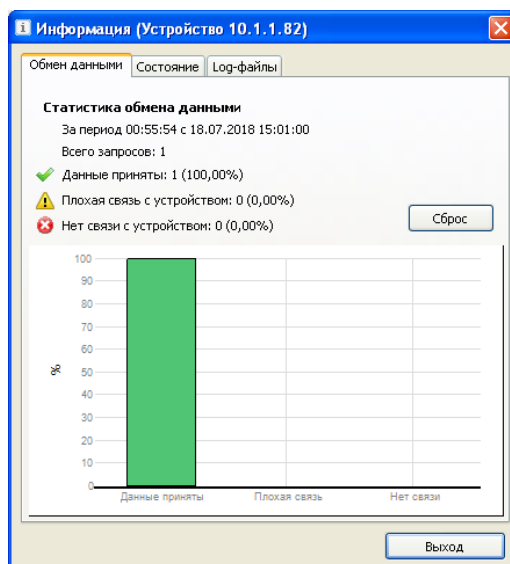 Информация (Устройство 10.1.1.82)
Обмен данными Состояние Log-файлы
Статистика обмена данными
За период 00:55:54 с 18.07.2018 15:01:00
Всего запросов: 1
Данные приняты: 1 (100,00%)
Плохая связь с устройством: 0 (0,00%)
Нет связи с устройством: 0 (0,00%)
Сброс
100
90
80
70
60
50
40
30
20
10
0
%
Данные приняты Плохая связь Нет связи
Выход